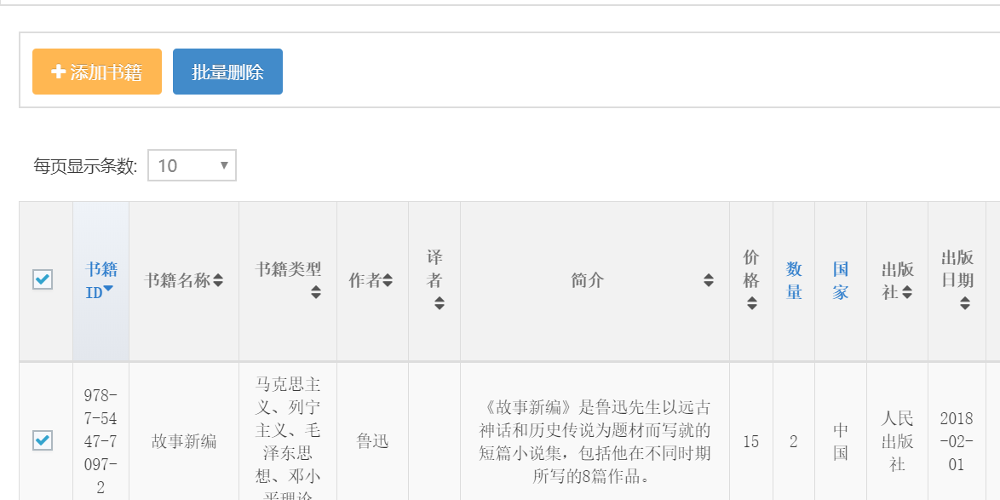 添加书籍
批量删除
每页显示条数: 10
书籍
ID
书籍名称
书籍类型
作者
译
者
简介
价
格
数
量
国
家
出版
社
出版
日期
978-
7-54
47-7
097-
2
故事新编
马克思主
义、列宁
主义、毛
泽东思
想、邓小
平理论
鲁迅
《故事新编》是鲁迅先生以远古
神话和历史传说为题材而写就的
短篇小说集，包括他在不同时期
所写的8篇作品。
15
2
中
国
人民
出版
社
2018
-02-
01